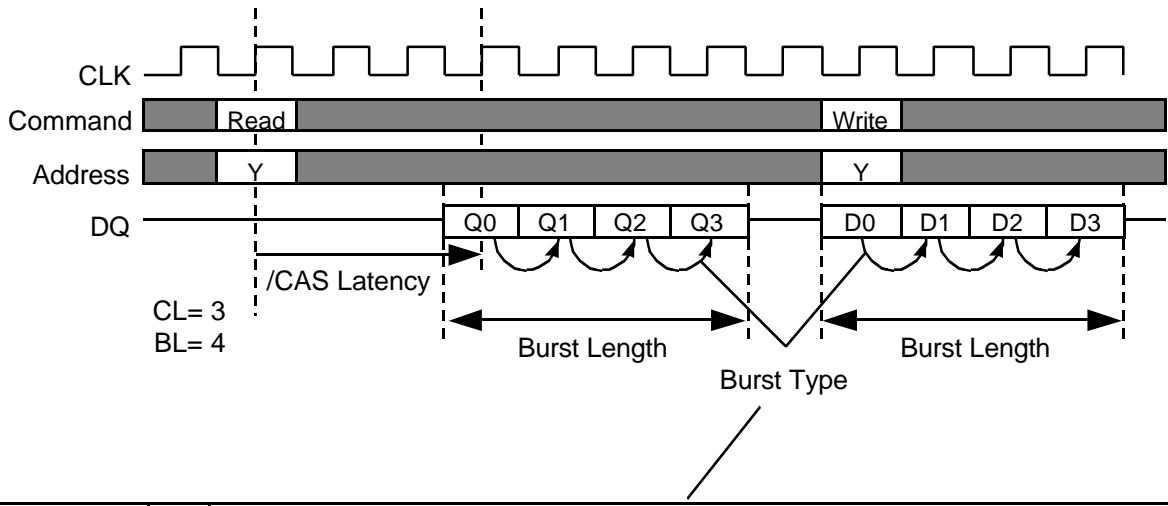 CLK
Command Read Write
Address Y Y
DQ Q0 Q1 Q2 Q3 D0 D1 D2 D3
/CAS Latency
CL= 3
BL= 4
Burst Length Burst Length
Burst Type